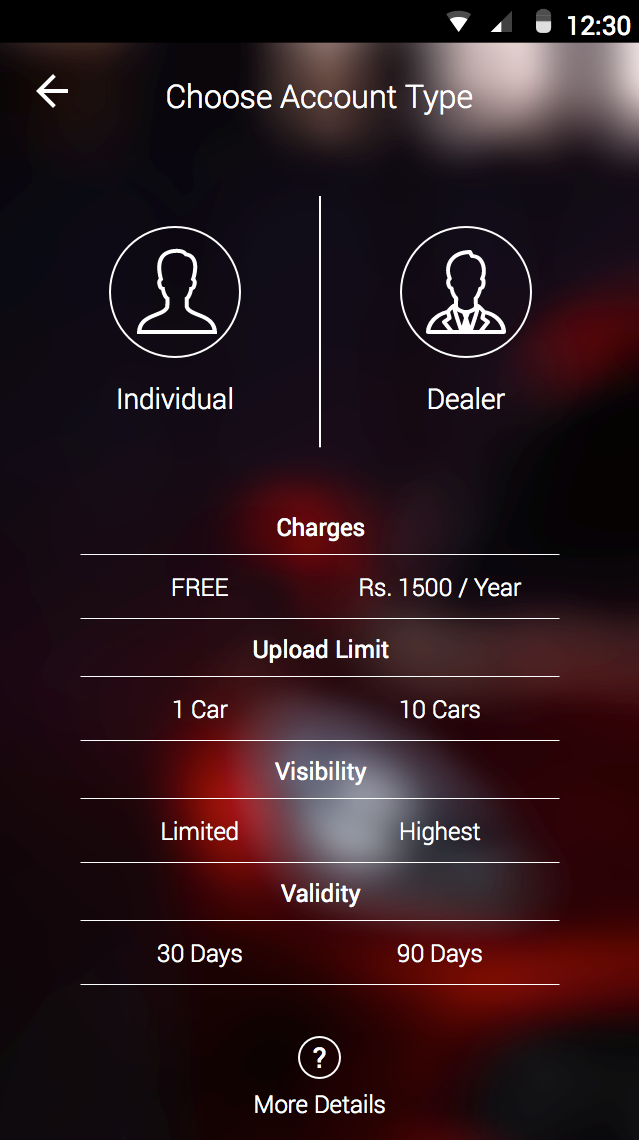 12:30
Choose Account Type
Individual
Dealer
Charges
FREE
Rs. 1500 / Year
Upload Limit
1 Car
10 Cars
Visibility
Limited
Highest
Validity
30 Days
90 Days
?
More Details